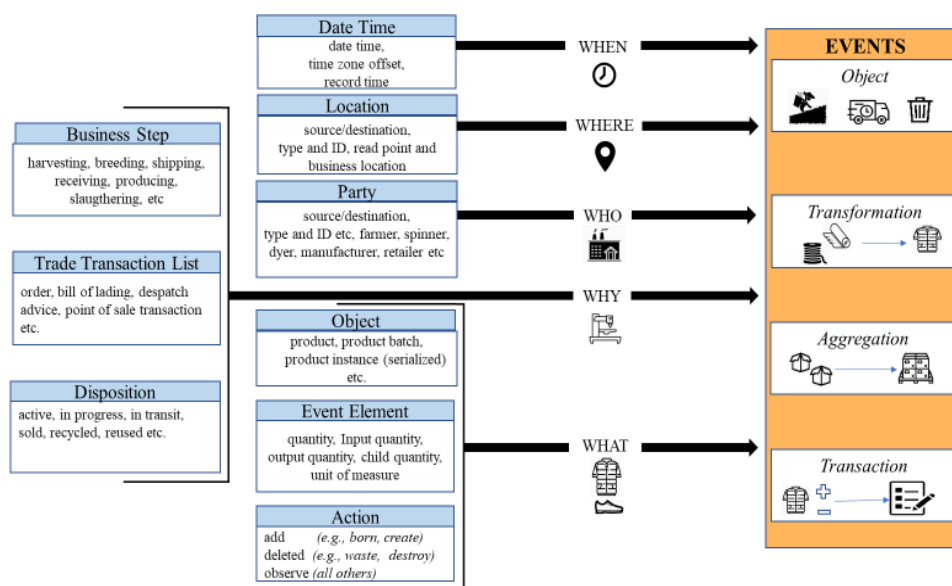 Business Step
harvesting, breeding, shipping,
receiving, producing,
slaugthering, etc
Trade Transaction List
order, bill of lading, despatch
advice, point of sale transaction
etc.
Disposition
active, in progress, in transit,
sold, recycled, reused etc.
Date Time
date time,
time zone offset,
record time
Location
source/destination,
type and ID, read point and
business location
Party
source/destination,
type and ID etc, farmer, spinner,
dyer, manufacturer, retailer etc
Object
product, product batch,
product instance (serialized)
etc.
Event Element
quantity, Input quantity,
output quantity, child quantity,
unit of measure
Action
add (e.g., born, create)
deleted (e.g., waste, destroy)
observe (all others)
WHEN
WHERE
WHO
WHY
WHAT
EVENTS
Object
Transformation
Aggregation
Transaction